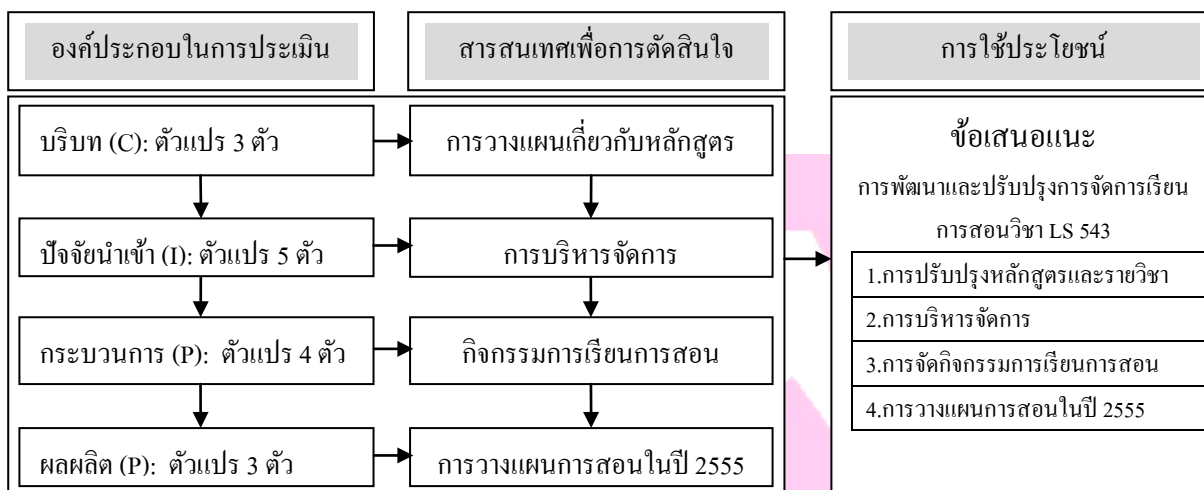 องค์ประกอบในการประเมิน
สารสนเทศเพื่อการตัดสินใจ
การใช้ประโยชน์
บริบท (C): ตัวแปร 3 ตัว
การวางแผนเกี่ยวกับหลักสูตร
ปัจจัยนำเข้า (I): ตัวแปร 5 ตัว
การบริหารจัดการ
กระบวนการ (P): ตัวแปร 4 ตัว
กิจกรรมการเรียนการสอน
ผลผลิต (P): ตัวแปร 3 ตัว
การวางแผนการสอนในปี 2555
ข้อเสนอแนะ
การพัฒนาและปรับปรุงการจัดการเรียน
การสอนวิชา LS 543
1.การปรับปรุงหลักสูตรและรายวิชา
2.การบริหารจัดการ
3.การจัดกิจกรรมการเรียนการสอน
4.การวางแผนการสอนในปี 2555